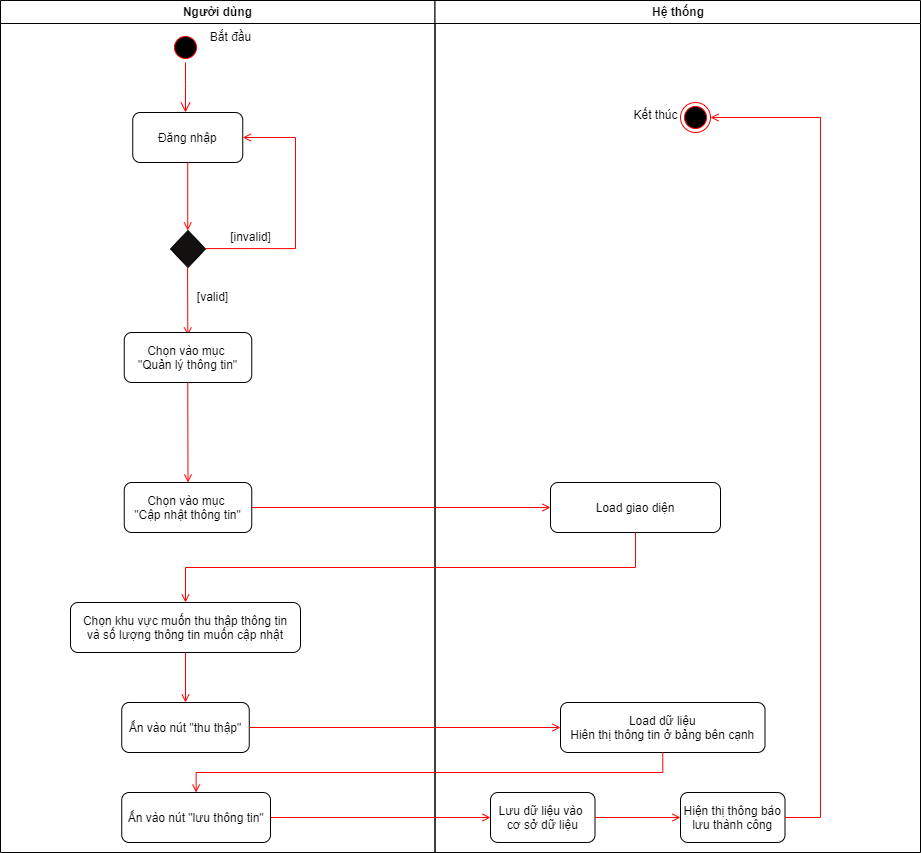 Người dùng
Hệ thống
Bắt đầu
Kết thúc
Đăng nhập
[invalid]
[valid]
Chọn vào mục
"Quản lý thông tin"
Chọn vào mục
"Cập nhật thông tin"
Load giao diện
Chọn khu vực muốn thu thập thông tin
và số lượng thông tin muốn cập nhật
Ấn vào nút "thu thập"
Load dữ liệu
Hiên thị thông tin ở bảng bên cạnh
Ấn vào nút "lưu thông tin"
Lưu dữ liệu vào
cơ sở dữ liệu
Hiện thị thông báo
lưu thành công